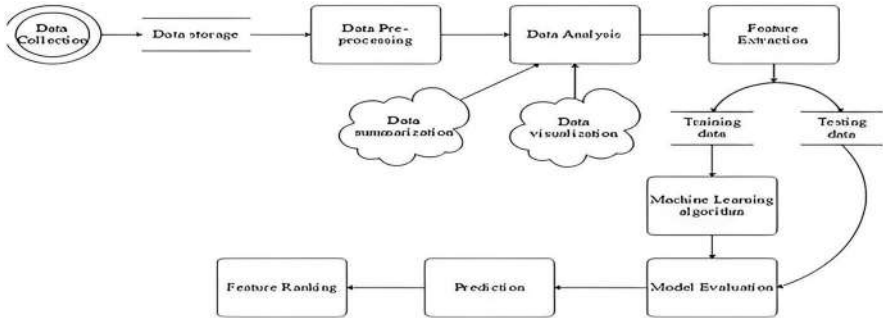 Data
Collection
Data storage
Data Pre-
processing
Data Analysis
Feature
Extraction
Data
summarization
Data
visualization
Training
data
Testing
data
Machine Learning
algorithm
Feature Ranking
Prediction
Model Evaluation